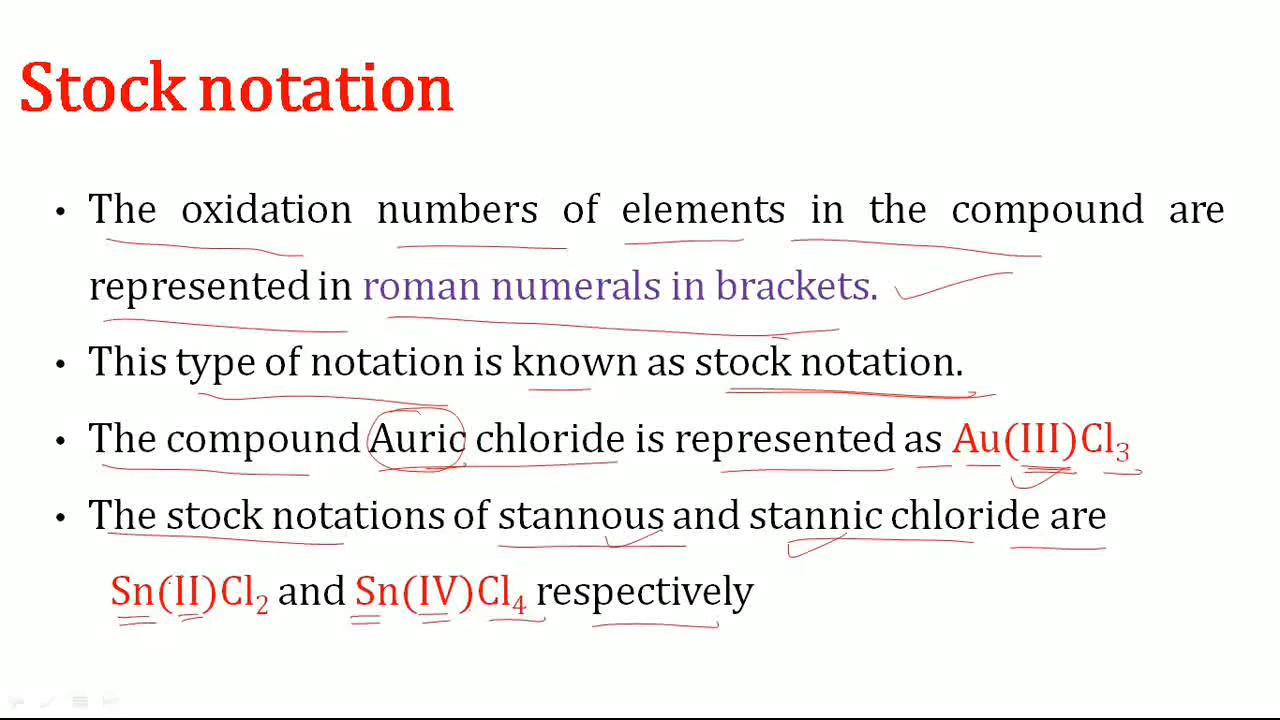 Stock notation
• The oxidation numbers of elements in the compound are
represented in roman numerals in brackets.
• This type of notation is known as stock notation.
• The compound Auric chloride is represented as Au(III)Cl₃
• The stock notations of stannous and stannic chloride are
Sn(II)Cl₂ and Sn(IV)Cl₄ respectively